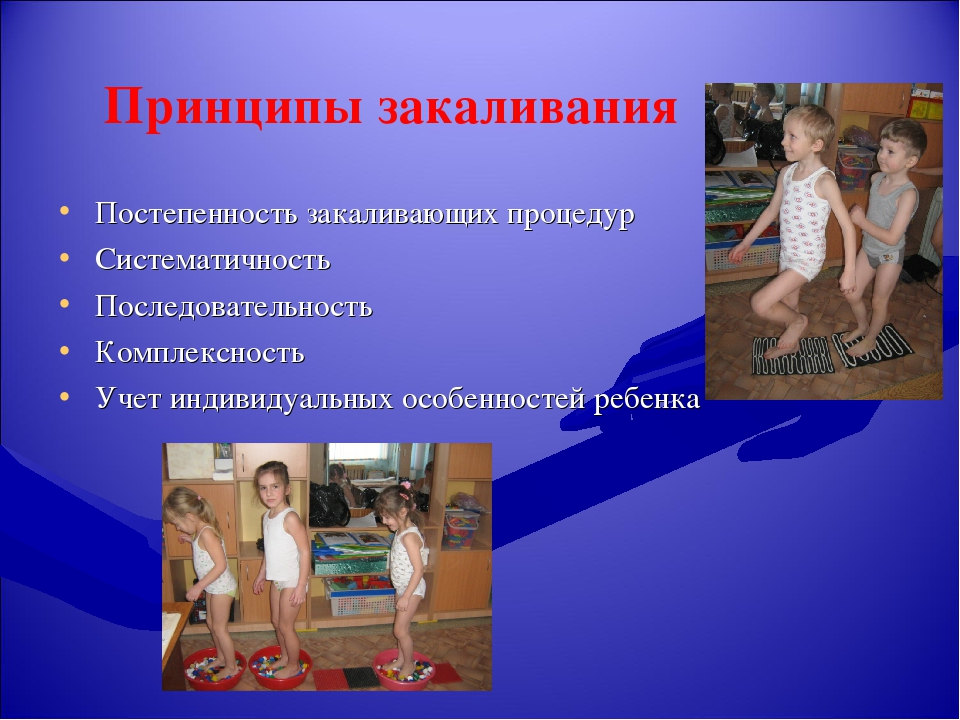 Принципы закаливания
• Постепенность закаливающих процедур
• Систематичность
• Последовательность
• Комплексность
• Учет индивидуальных особенностей ребенка